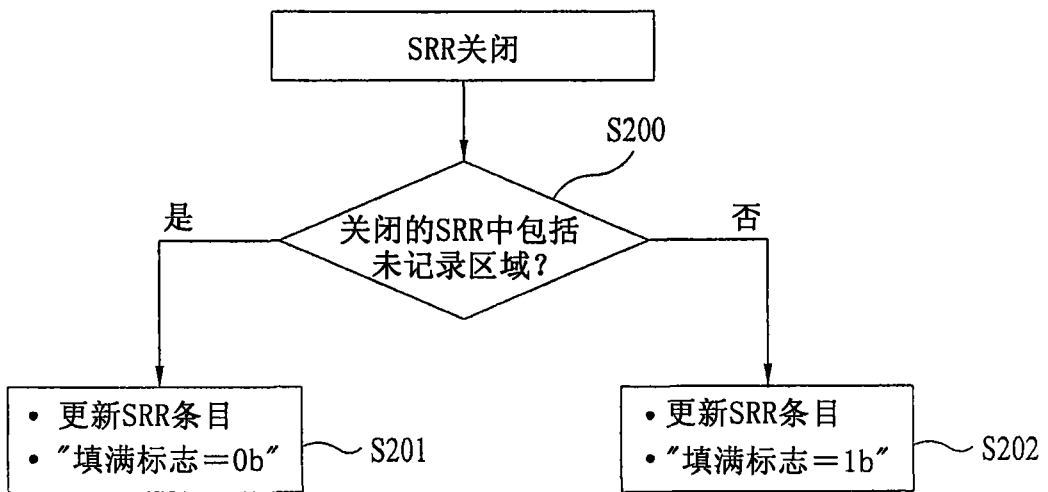 SRR关闭
S200
是
关闭的SRR中包括
未记录区域?
否
• 更新SRR条目
• "填满标志=0b"
S201
• 更新SRR条目
• "填满标志=1b"
S202